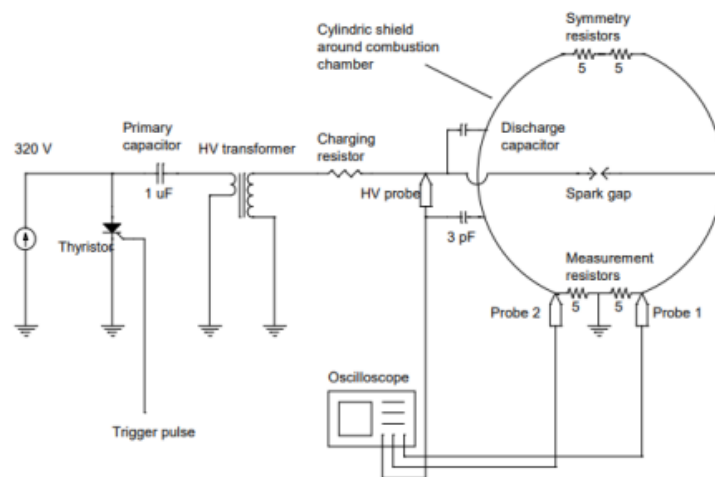 Cylindric shield
around combustion
chamber
Symmetry
resistors
5 5
Primary
capacitor
320 V
HV transformer
Charging
resistor
Discharge
capacitor
1 uF
HV probe
Spark gap
Thyristor
3 pF
Measurement
resistors
Probe 2
5 5
Probe 1
Oscilloscope
Trigger pulse